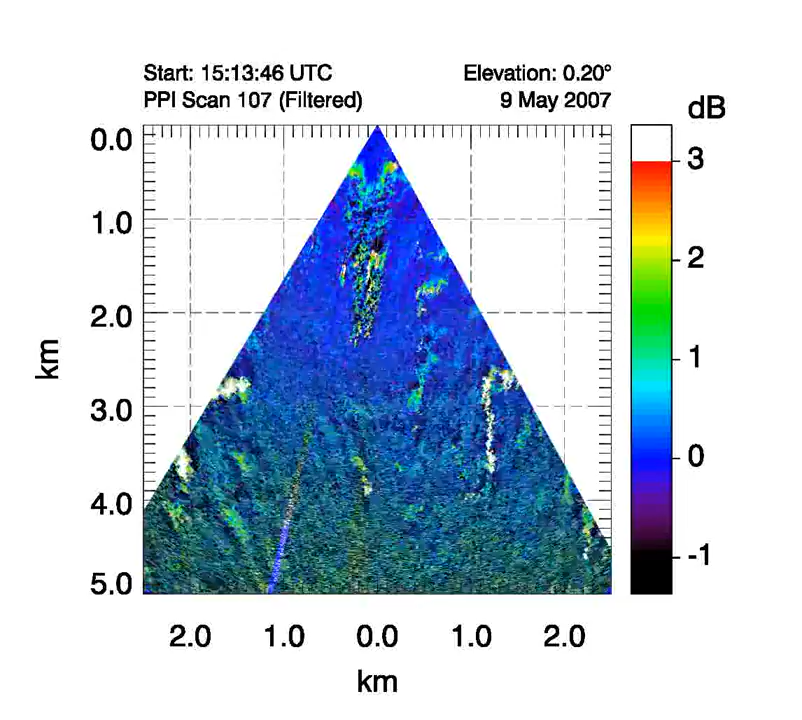 Start: 15:13:46 UTC
Elevation: 0.20°
PPI Scan 107 (Filtered)
9 May 2007
dB
0.0
1.0
2.0
3.0
4.0
5.0
km
2.0
1.0
0.0
1.0
2.0
km
3
2
1
0
-1